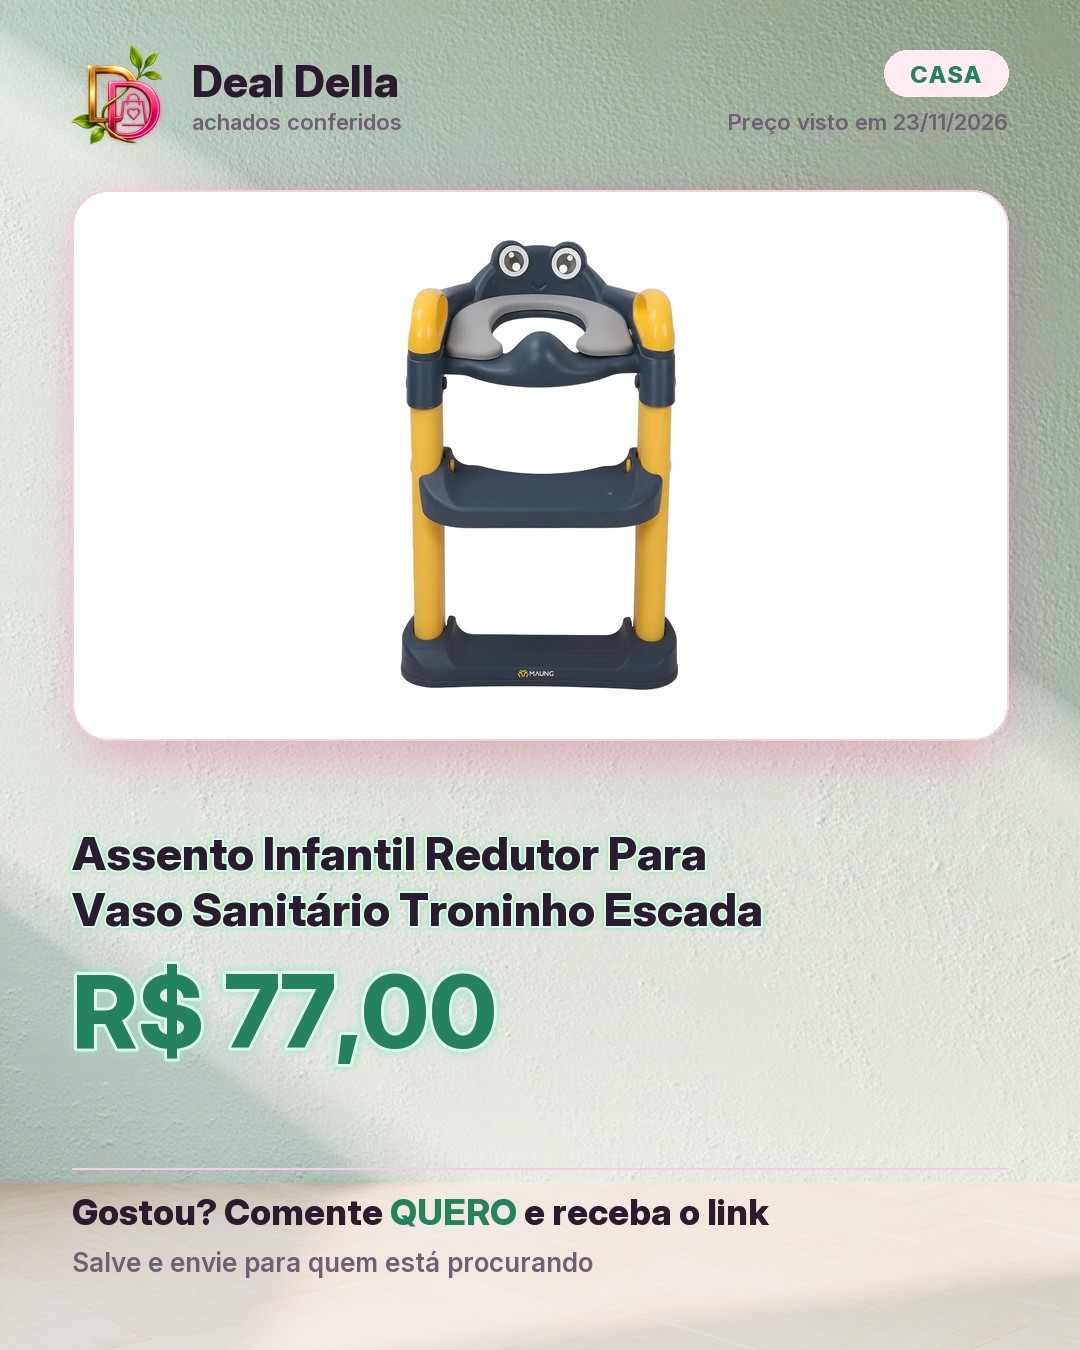 Deal Della
achados conferidos
CASA
Preço visto em 23/11/2026
MAUNG
Assento Infantil Redutor Para
Vaso Sanitário Troninho Escada
R$ 77,00
Gostou? Comente QUERO e receba o link
Salve e envie para quem está procurando